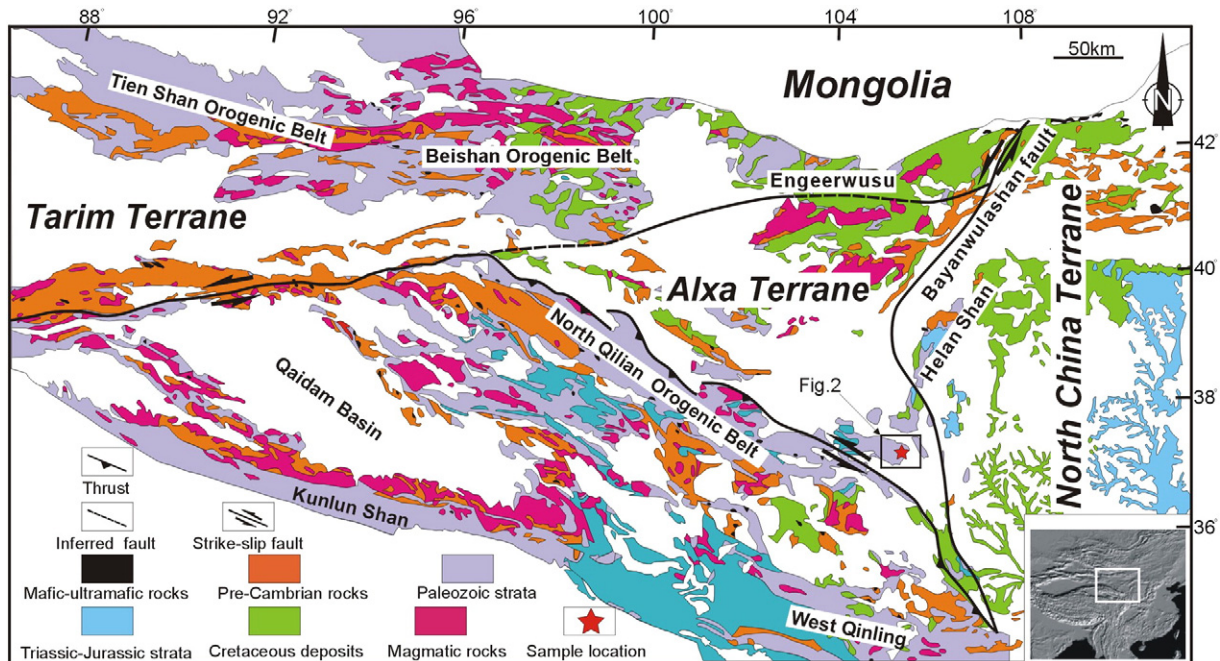 88
92
96
100
104
108
50km
N
Mongolia
Tien Shan Orogenic Belt
Beishan Orogenic Belt
Engeerwusu
Bayanwulashan fault
42
Tarim Terrane
Alxa Terrane
40
North China Terrane
Helan Shan
North Qilian Orogenic Belt
Qaidam Basin
Fig.2
38
Kunlun Shan
36
West Qinling
Thrust
Inferred fault
Strike-slip fault
Mafic-ultramafic rocks
Pre-Cambrian rocks
Paleozoic strata
Triassic-Jurassic strata
Cretaceous deposits
Magmatic rocks
Sample location